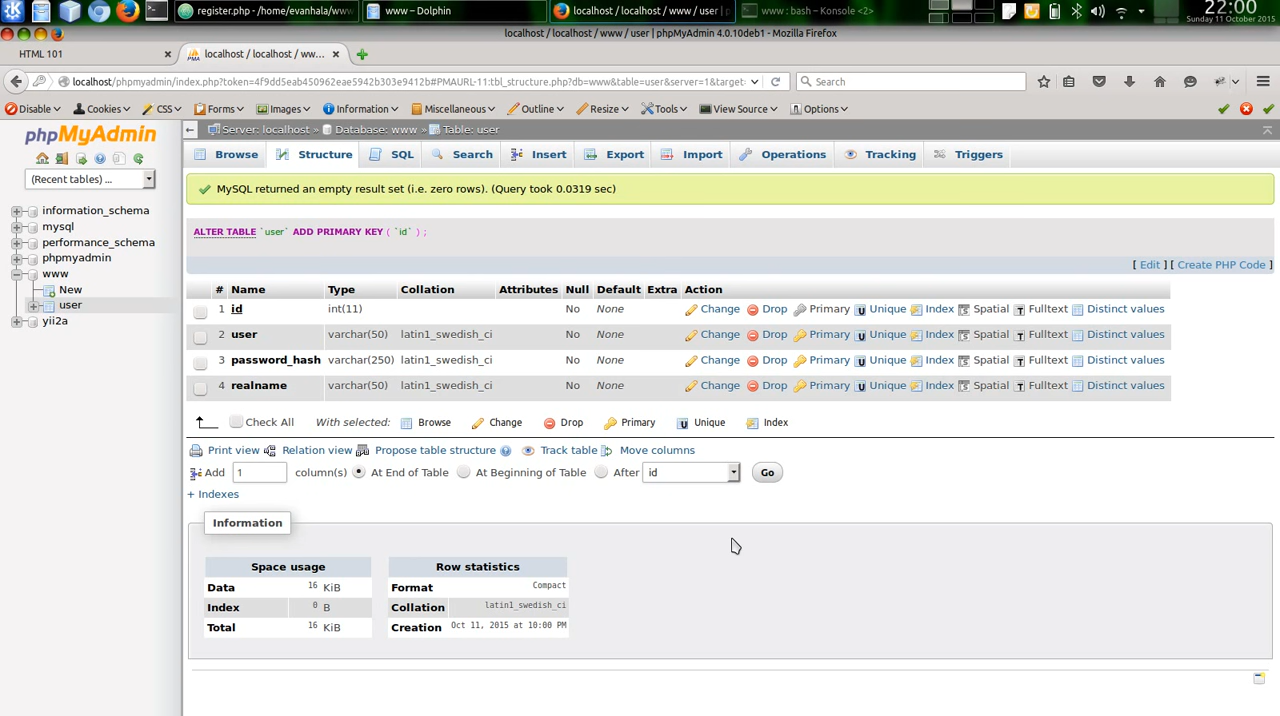 register.php - /home/evanhala/www
www – Dolphin
localhost / localhost / www / user |
www : bash – Konsole <2>
22:00
Sunday 11 October 2015
localhost / localhost / www / user | phpMyAdmin 4.0.10deb1 - Mozilla Firefox
HTML 101
localhost / localhost / ww...
localhost/phpmyadmin/index.php?token=4f9dd5eab450962eae5942b303e9412b#PMAURL-11:tbl_structure.php?db=www&table=user&server=1&target=
Search
Disable
Cookies
CSS
Forms
Images
Information
Miscellaneous
Outline
Resize
Tools
View Source
Options
phpMyAdmin
(Recent tables) ...
information_schema
mysql
performance_schema
phpmyadmin
www
New
user
yii2a
Server: localhost » Database: www » Table: user
Browse Structure SQL Search Insert Export Import Operations Tracking Triggers
MySQL returned an empty result set (i.e. zero rows). (Query took 0.0319 sec)
ALTER TABLE `user` ADD PRIMARY KEY ( `id` ) ;
[ Edit ] [ Create PHP Code ]
# Name Type Collation Attributes Null Default Extra Action
1 id int(11) No None Change Drop Primary Unique Index Spatial Fulltext Distinct values
2 user varchar(50) latin1_swedish_ci No None Change Drop Primary Unique Index Spatial Fulltext Distinct values
3 password_hash varchar(250) latin1_swedish_ci No None Change Drop Primary Unique Index Spatial Fulltext Distinct values
4 realname varchar(50) latin1_swedish_ci No None Change Drop Primary Unique Index Spatial Fulltext Distinct values
Check All With selected: Browse Change Drop Primary Unique Index
Print view Relation view Propose table structure Track table Move columns
Add 1 column(s) At End of Table At Beginning of Table After id Go
+ Indexes
Information
Space usage
Data 16 KiB
Index 0 B
Total 16 KiB
Row statistics
Format Compact
Collation latin1_swedish_ci
Creation Oct 11, 2015 at 10:00 PM